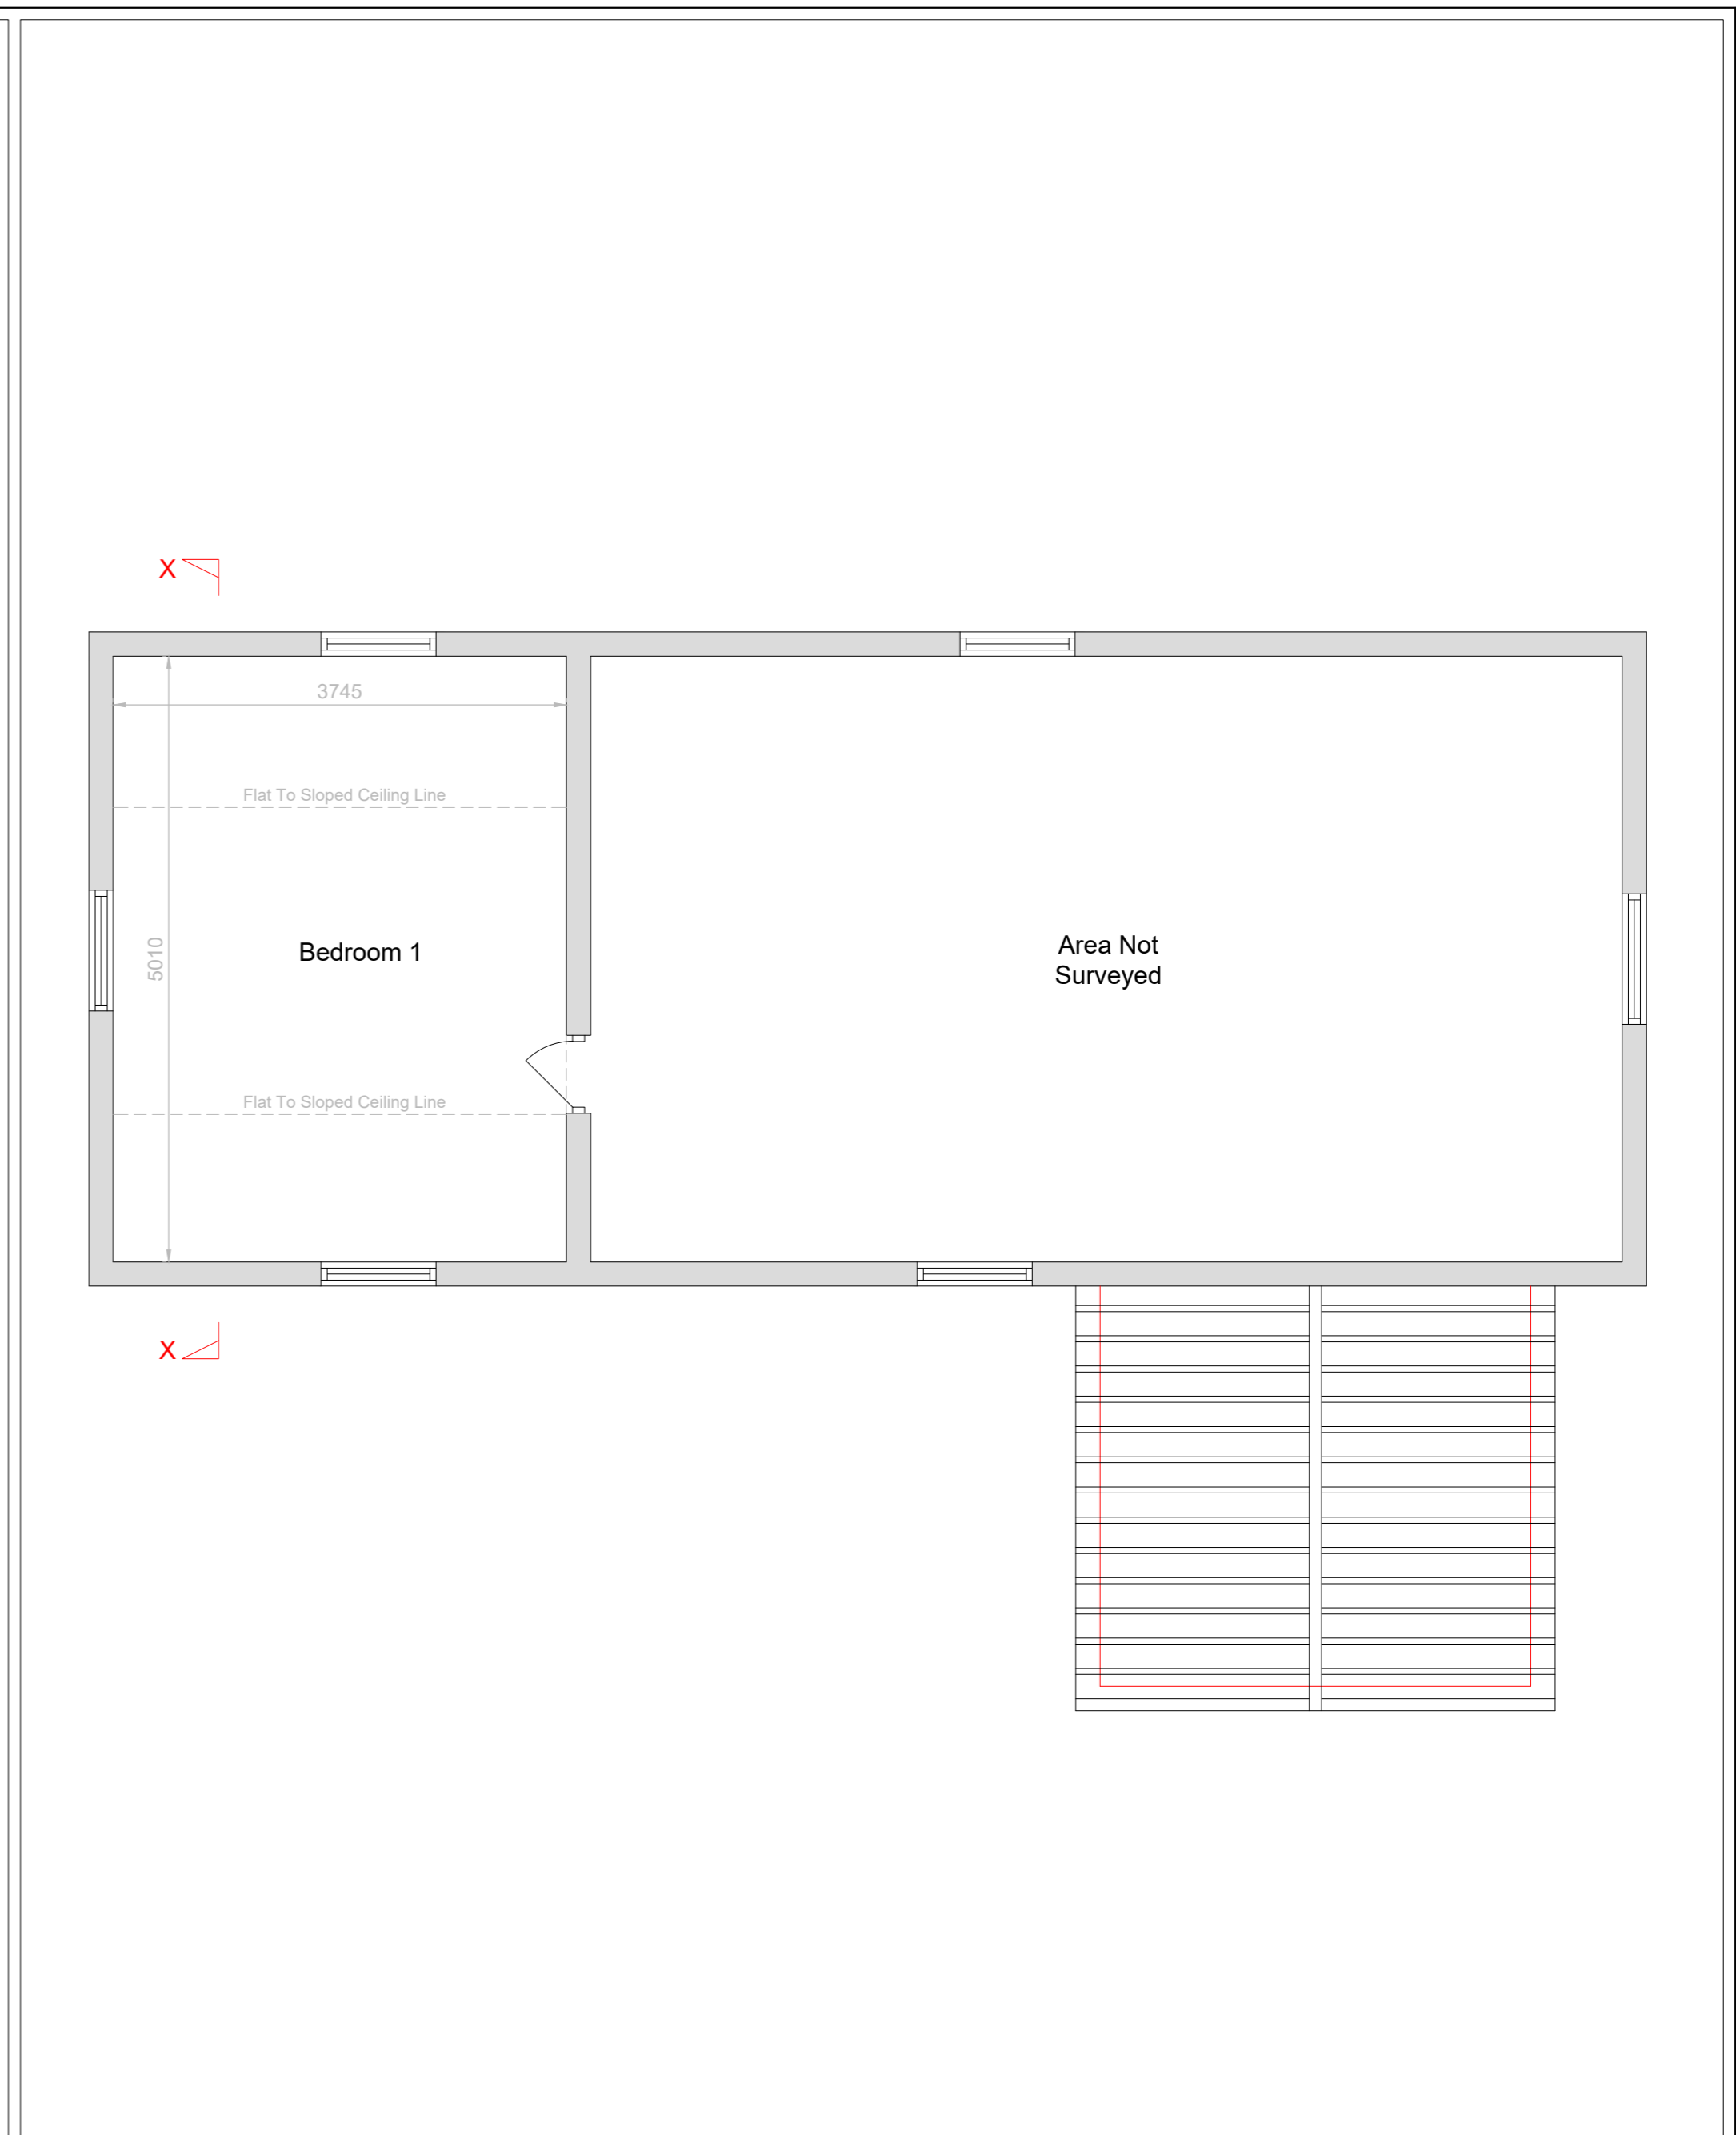 X
3745
Flat To Sloped Ceiling Line
5010
Bedroom 1
Area Not
Surveyed
Flat To Sloped Ceiling Line
X